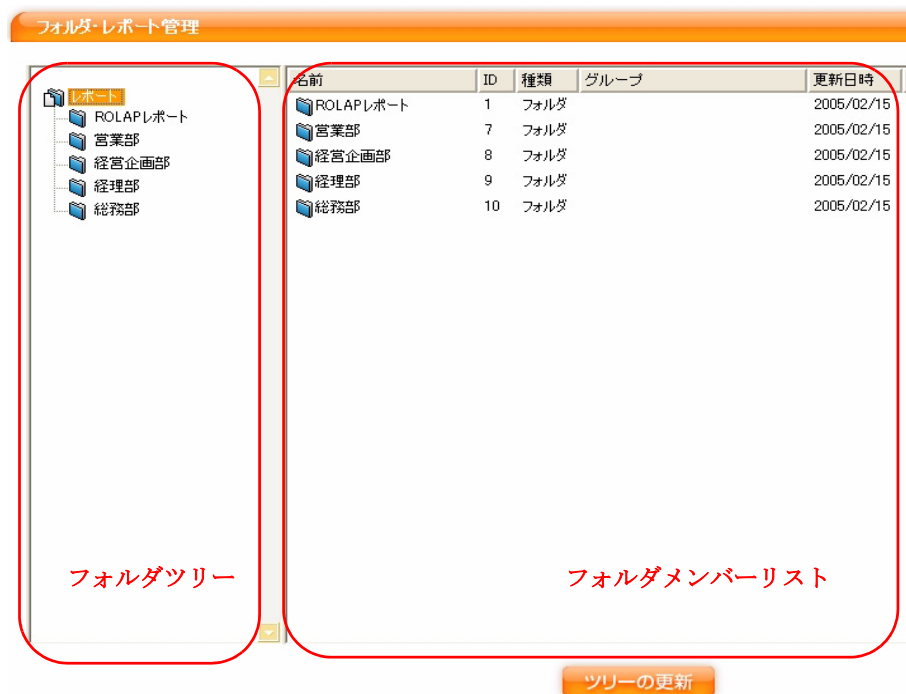 フォルダ・レポート管理
レポート
ROLAPレポート
営業部
経営企画部
経理部
総務部
名前 ID 種類 グループ 更新日時
ROLAPレポート 1 フォルダ 2005/02/15
営業部 7 フォルダ 2005/02/15
経営企画部 8 フォルダ 2005/02/15
経理部 9 フォルダ 2005/02/15
総務部 10 フォルダ 2005/02/15
フォルダツリー
フォルダメンバーリスト
ツリーの更新